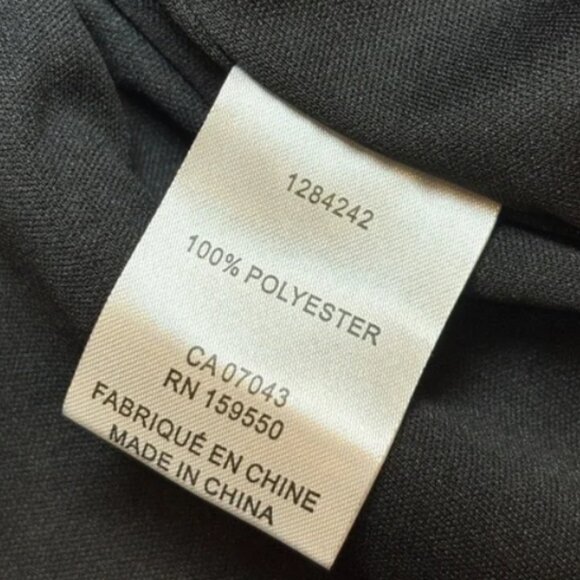 1284242
100% POLYESTER
CA 07043
RN 159550
FABRIQUÉ EN CHINE
MADE IN CHINA